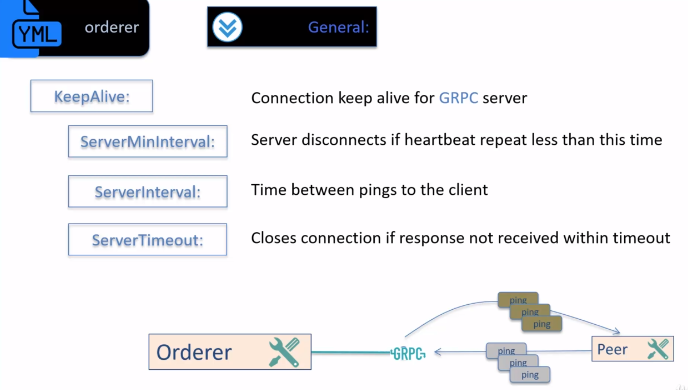 YML
orderer
General:
KeepAlive:
Connection keep alive for GRPC server
ServerMinInterval:
Server disconnects if heartbeat repeat less than this time
ServerInterval:
Time between pings to the client
ServerTimeout:
Closes connection if response not received within timeout
ping
ping
ping
Orderer
GRPC
ping
ping
ping
Peer